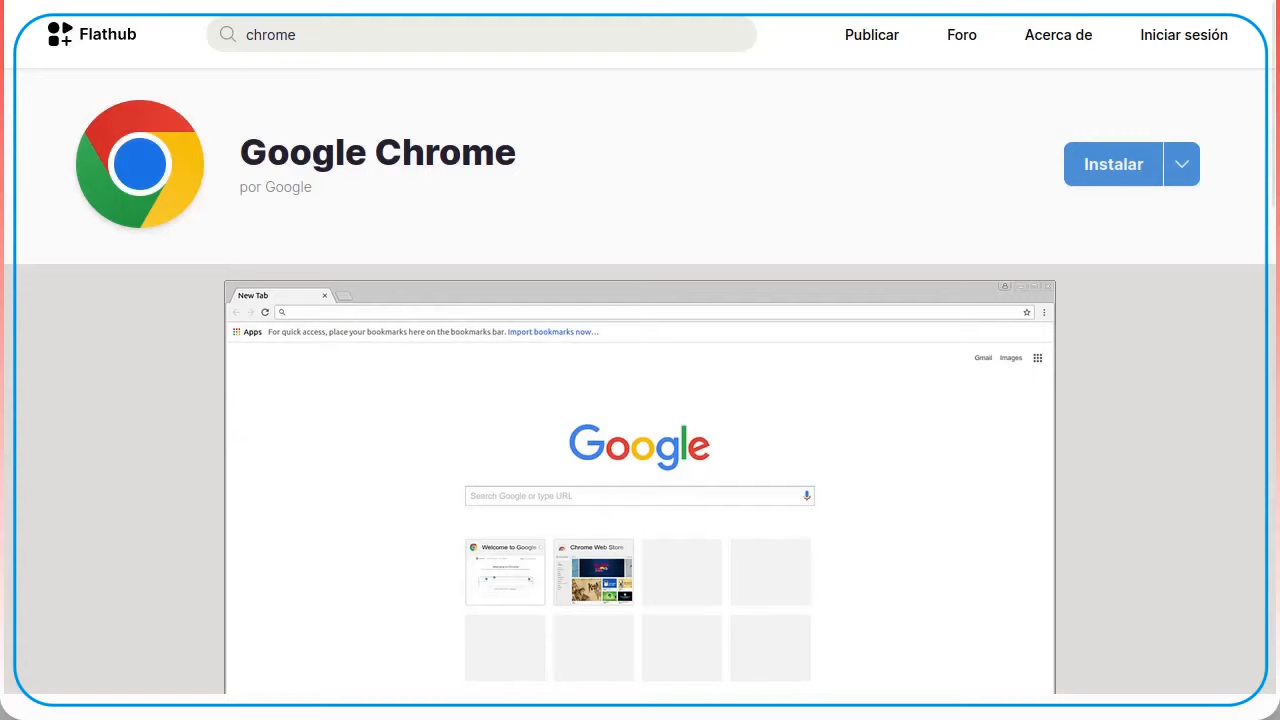 Flathub
chrome
Publicar
Foro
Acerca de
Iniciar sesión
Google Chrome
por Google
Instalar
New Tab
Apps For quick access, place your bookmarks here on the bookmarks bar. Import bookmarks now...
Gmail Images
Google
Search Google or type URL
Welcome to Google C
Chrome Web Store